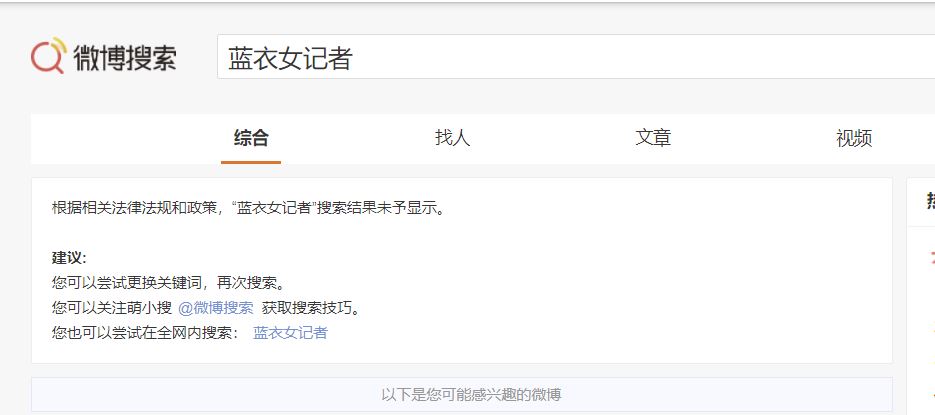 微博搜索
蓝衣女记者
综合 找人 文章 视频
根据相关法律法规和政策，“蓝衣女记者”搜索结果未予显示。
建议：
您可以尝试更换关键词，再次搜索。
您可以关注萌小搜 @微博搜索 获取搜索技巧。
您也可以尝试在全网内搜索： 蓝衣女记者
以下是您可能感兴趣的微博